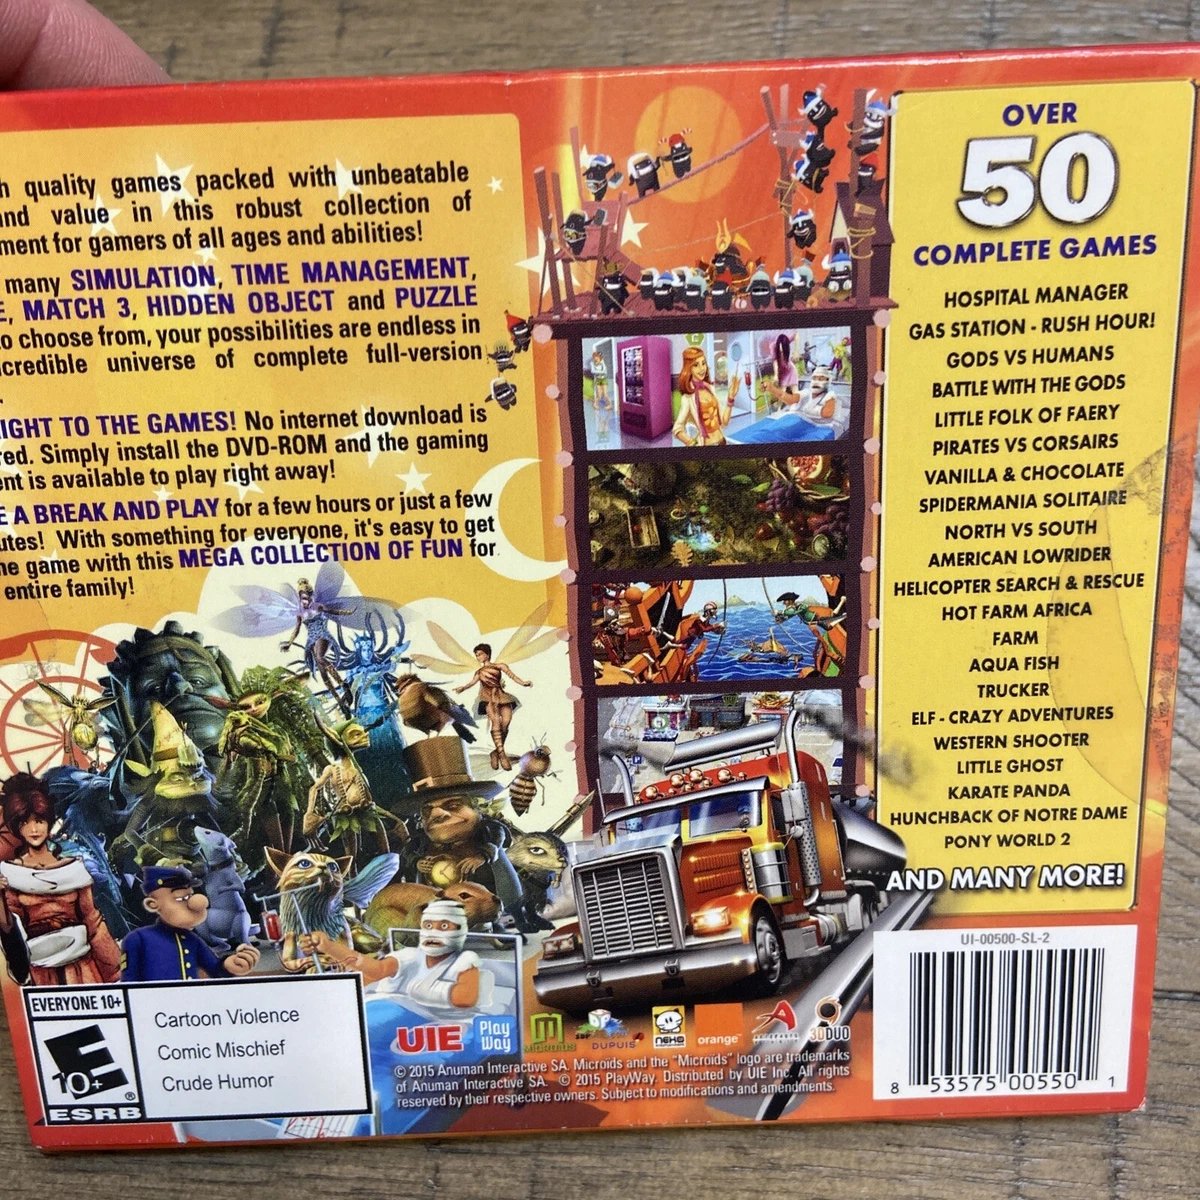 h quality games packed with unbeatable
and value in this robust collection of
ment for gamers of all ages and abilities!
many SIMULATION, TIME MANAGEMENT,
E, MATCH 3, HIDDEN OBJECT and PUZZLE
to choose from, your possibilities are endless in
credible universe of complete full-version
.
IGHT TO THE GAMES! No internet download is
red. Simply install the DVD-ROM and the gaming
ent is available to play right away!
E A BREAK AND PLAY for a few hours or just a few
utes! With something for everyone, it's easy to get
he game with this MEGA COLLECTION OF FUN for
entire family!
OVER
50
COMPLETE GAMES
HOSPITAL MANAGER
GAS STATION - RUSH HOUR!
GODS VS HUMANS
BATTLE WITH THE GODS
LITTLE FOLK OF FAERY
PIRATES VS CORSAIRS
VANILLA & CHOCOLATE
SPIDERMANIA SOLITAIRE
NORTH VS SOUTH
AMERICAN LOWRIDER
HELICOPTER SEARCH & RESCUE
HOT FARM AFRICA
FARM
AQUA FISH
TRUCKER
ELF - CRAZY ADVENTURES
WESTERN SHOOTER
LITTLE GHOST
KARATE PANDA
HUNCHBACK OF NOTRE DAME
PONY WORLD 2
AND MANY MORE!
UI-00500-SL-2
8 53575 00550 1
EVERYONE 10+
E
10+
®
ESRB
Cartoon Violence
Comic Mischief
Crude Humor
UIE
Play
Way
MICROIDS
DUPUIS
NEKO
orange™
3DDUO
© 2015 Anuman Interactive SA. Microïds and the "Microids" logo are trademarks
of Anuman Interactive SA. © 2015 PlayWay. Distributed by UIE Inc. All rights
reserved by their respective owners. Subject to modifications and amendments.